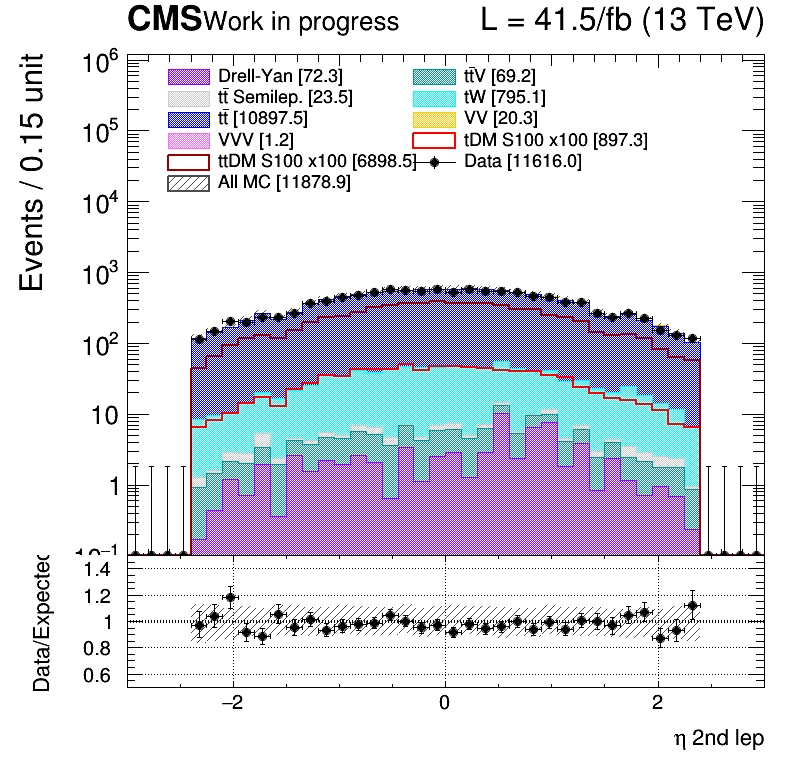 CMS Work in progress L = 41.5/fb (13 TeV)
Events / 0.15 unit
10⁶
10⁵
10⁴
10³
10²
10
1
10⁻¹
Drell-Yan [72.3]
tt̄V [69.2]
tt̄ Semilep. [23.5]
tW [795.1]
tt̄ [10897.5]
VV [20.3]
VVV [1.2]
tDM S100 x100 [897.3]
ttDM S100 x100 [6898.5]
Data [11616.0]
All MC [11878.9]
Data/Expected
1.4
1.2
1
0.8
0.6
−2 0 2
η 2nd lep